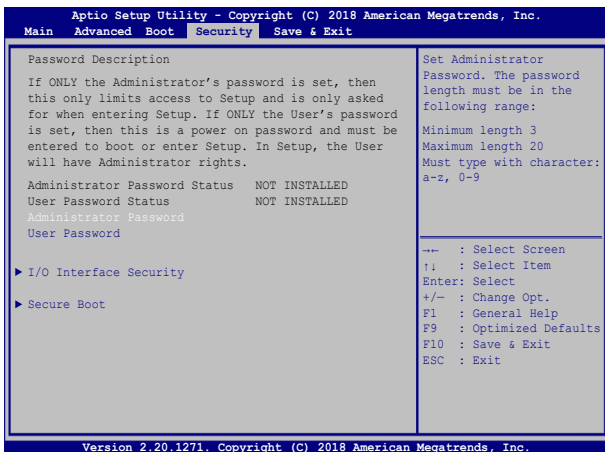 Aptio Setup Utility - Copyright (C) 2018 American Megatrends, Inc.
Main Advanced Boot Security Save & Exit
Password Description
If ONLY the Administrator's password is set, then
this only limits access to Setup and is only asked
for when entering Setup. If ONLY the User's password
is set, then this is a power on password and must be
entered to boot or enter Setup. In Setup, the User
will have Administrator rights.
Administrator Password Status NOT INSTALLED
User Password Status NOT INSTALLED
Administrator Password
User Password
▶ I/O Interface Security
▶ Secure Boot
Set Administrator
Password. The password
length must be in the
following range:
Minimum length 3
Maximum length 20
Must type with character:
a-z, 0-9
→← : Select Screen
↑↓ : Select Item
Enter: Select
+/— : Change Opt.
F1 : General Help
F9 : Optimized Defaults
F10 : Save & Exit
ESC : Exit
Version 2.20.1271. Copyright (C) 2018 American Megatrends, Inc.